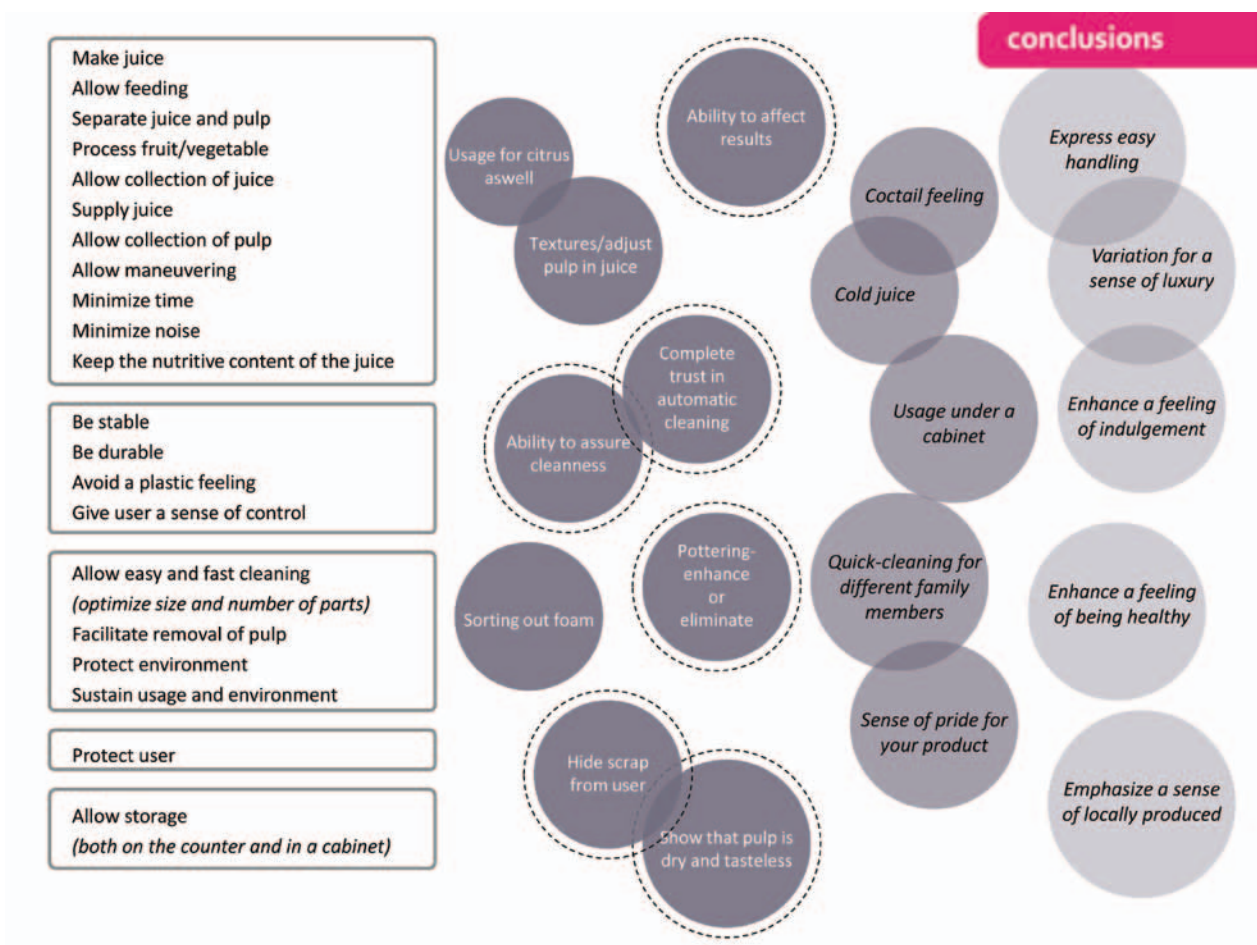 conclusions
Make juice
Allow feeding
Separate juice and pulp
Process fruit/vegetable
Allow collection of juice
Supply juice
Allow collection of pulp
Allow maneuvering
Minimize time
Minimize noise
Keep the nutritive content of the juice
Be stable
Be durable
Avoid a plastic feeling
Give user a sense of control
Allow easy and fast cleaning
(optimize size and number of parts)
Facilitate removal of pulp
Protect environment
Sustain usage and environment
Protect user
Allow storage
(both on the counter and in a cabinet)
Usage for citrus
aswell
Textures/adjust
pulp in juice
Ability to affect
results
Complete
trust in
automatic
cleaning
Ability to assure
cleanness
Pottering-
enhance
or
eliminate
Sorting out foam
Hide scrap
from user
Show that pulp is
dry and tasteless
Coctail feeling
Cold juice
Usage under a
cabinet
Quick-cleaning for
different family
members
Sense of pride for
your product
Express easy
handling
Variation for a
sense of luxury
Enhance a feeling
of indulgement
Enhance a feeling
of being healthy
Emphasize a sense
of locally produced